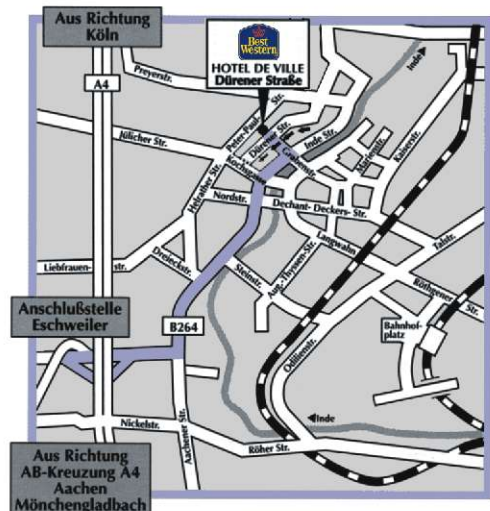 Aus Richtung
Köln
Best
Western
HOTEL DE VILLE
Dürener Straße
A4
Preyerstr.
Inde
Peter-Paul-
Str.
Jülicher Str.
Dürener Str.
Inde Str.
Grabenstr.
Kochsgasse
Marienstr.
Kaiserstr.
Helrather Str.
Nordstr.
Dechant-Deckers-Str.
Talstr.
Langwahn
Dreieckstr.
Liebfrauen-
str.
Steinstr.
Aug.-Thyssen-Str.
Röthgener
Str.
Anschlußstelle
Eschweiler
B264
Bahnhof-
platz
Odilienstr.
Nickelstr.
Aachener Str.
Inde
Röher Str.
Aus Richtung
AB-Kreuzung A4
Aachen
Mönchengladbach